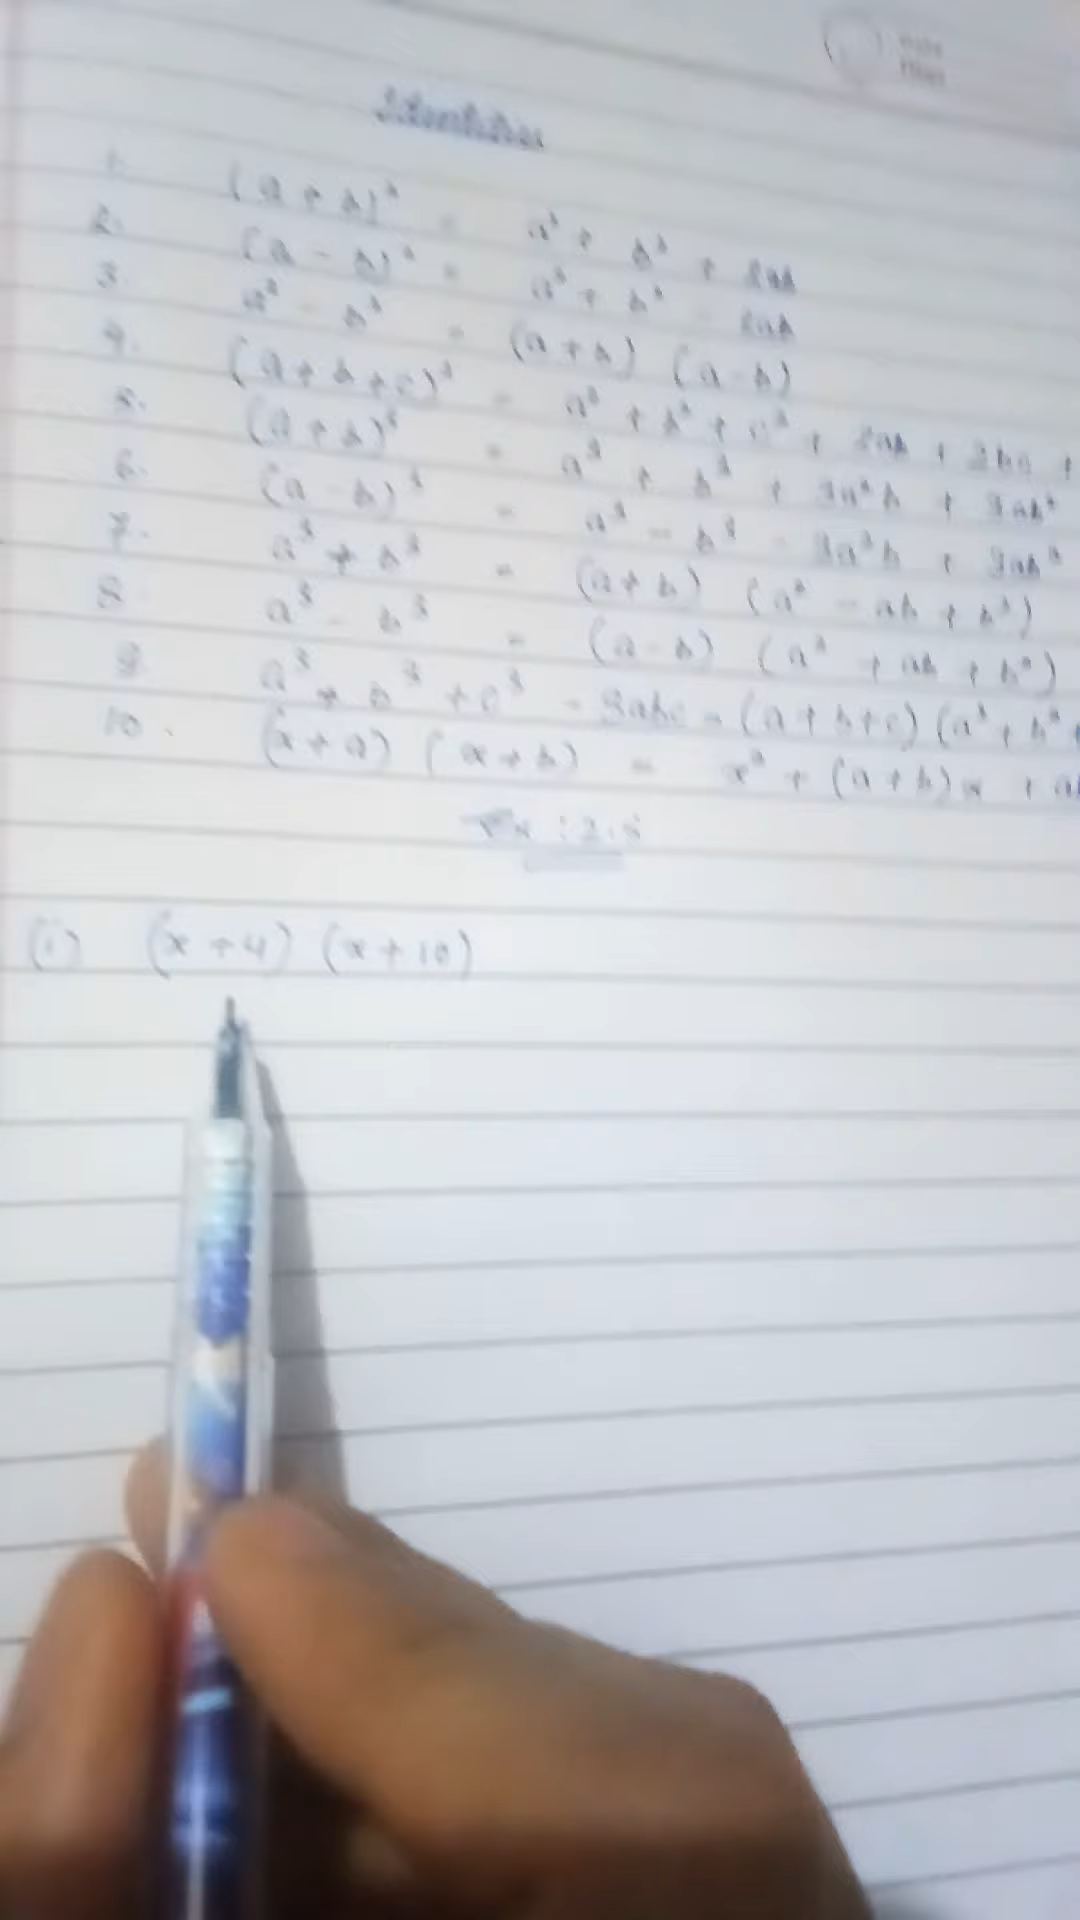 Identities
1. (a + b)² = a² + b² + 2ab
2. (a - b)² = a² + b² - 2ab
3. a² - b² = (a + b) (a - b)
4. (a + b + c)² = a² + b² + c² + 2ab + 2bc +
5. (a + b)³ = a³ + b³ + 3a²b + 3ab²
6. (a - b)³ = a³ - b³ - 3a²b + 3ab²
7. a³ + b³ = (a + b) (a² - ab + b²)
8. a³ - b³ = (a - b) (a² + ab + b²)
9. a³ + b³ + c³ - 3abc = (a + b + c) (a² + b² +
10. (x + a) (x + b) = x² + (a + b)x + ab
Ex : 2.5
(i) (x + 4) (x + 10)